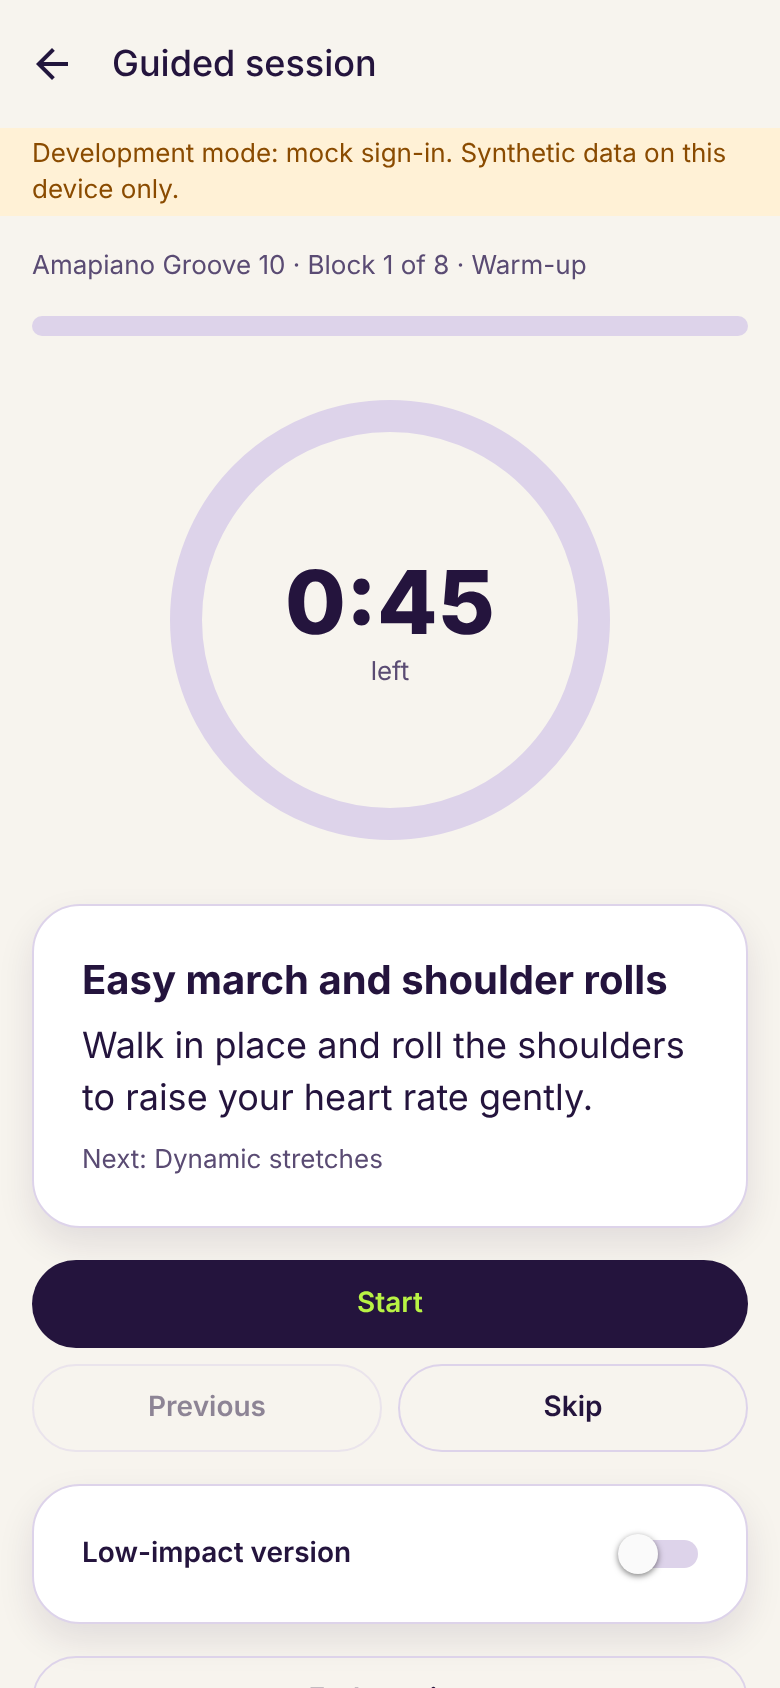 Guided session
Development mode: mock sign-in. Synthetic data on this
device only.
Amapiano Groove 10 · Block 1 of 8 · Warm-up
0:45
left
Easy march and shoulder rolls
Walk in place and roll the shoulders
to raise your heart rate gently.
Next: Dynamic stretches
Start
Previous
Skip
Low-impact version